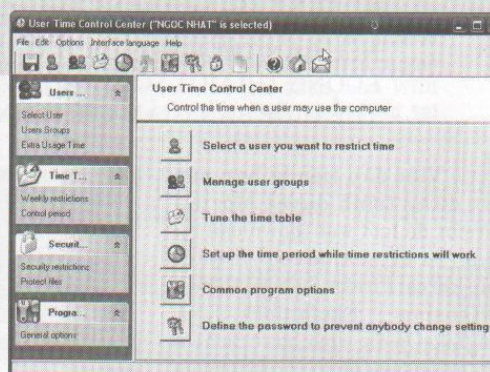 User Time Control Center ("NGOC NHAT" is selected)
File Edit Options Interface language Help
Users ...
Select User
Users Groups
Extra Usage Time
Time T...
Weekly restrictions
Control period
Securit...
Security restrictions
Protect files
Progra...
General options
User Time Control Center
Control the time when a user may use the computer
Select a user you want to restrict time
Manage user groups
Tune the time table
Set up the time period while time restrictions will work
Common program options
Define the password to prevent anybody change setting